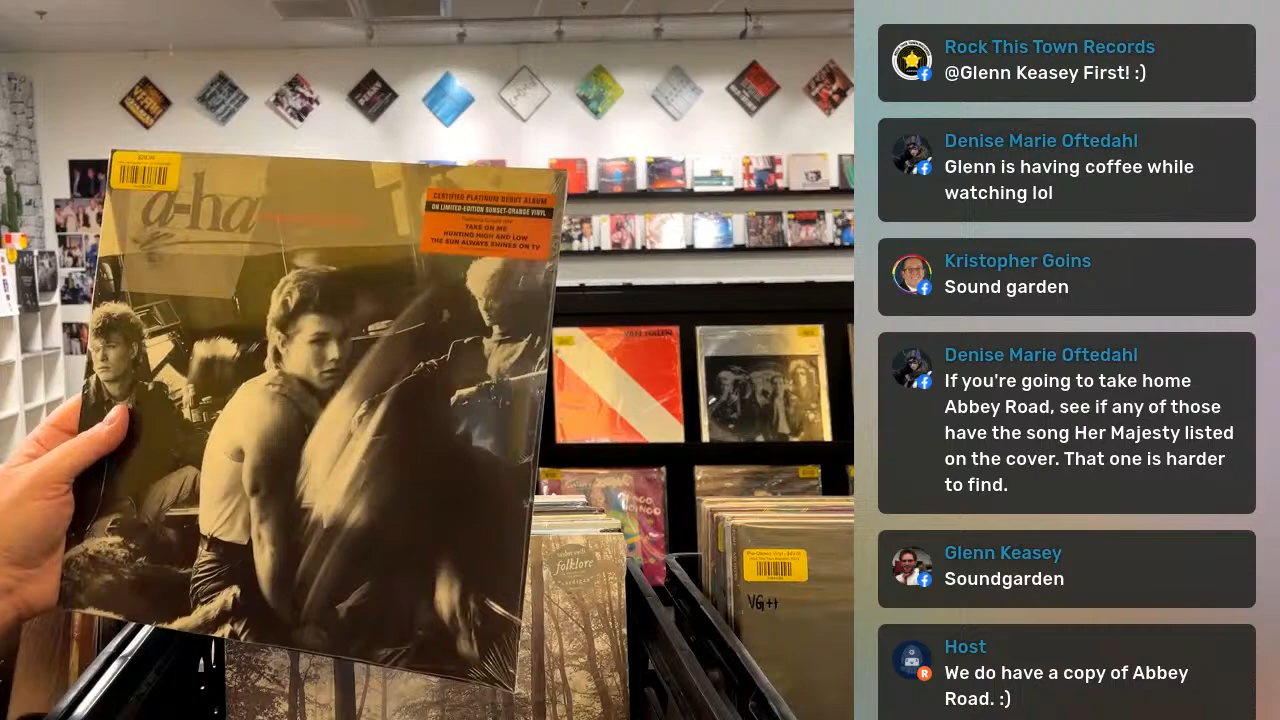 a-ha
CERTIFIED PLATINUM DEBUT ALBUM
ON LIMITED-EDITION SUNSET-ORANGE VINYL
TAKE ON ME
HUNTING HIGH AND LOW
THE SUN ALWAYS SHINES ON TV
VAN HALEN
folklore
VG++
Rock This Town Records
@Glenn Keasey First! :)
Denise Marie Oftedahl
Glenn is having coffee while
watching lol
Kristopher Goins
Sound garden
Denise Marie Oftedahl
If you're going to take home
Abbey Road, see if any of those
have the song Her Majesty listed
on the cover. That one is harder
to find.
Glenn Keasey
Soundgarden
Host
We do have a copy of Abbey
Road. :)